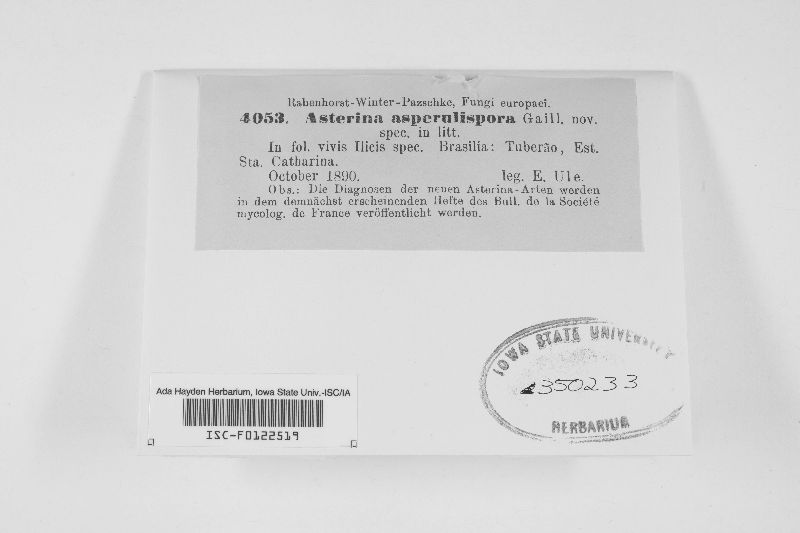 Rabenhorst-Winter-Pazschke, Fungi europaei.
4053. Asterina asperulispora Gaill. nov.
spec. in litt.
In fol. vivis Ilicis spec. Brasilia: Tuberão, Est.
Sta. Catharina.
October 1890. leg. E. Ule.
Obs.: Die Diagnosen der neuen Asterina-Arten werden
in dem demnächst erscheinenden Hefte des Bull. de la Société
mycolog. de France veröffentlicht werden.
IOWA STATE UNIVERSITY
350233
HERBARIUM
Ada Hayden Herbarium, Iowa State Univ.-ISC/IA
ISC-F0122519